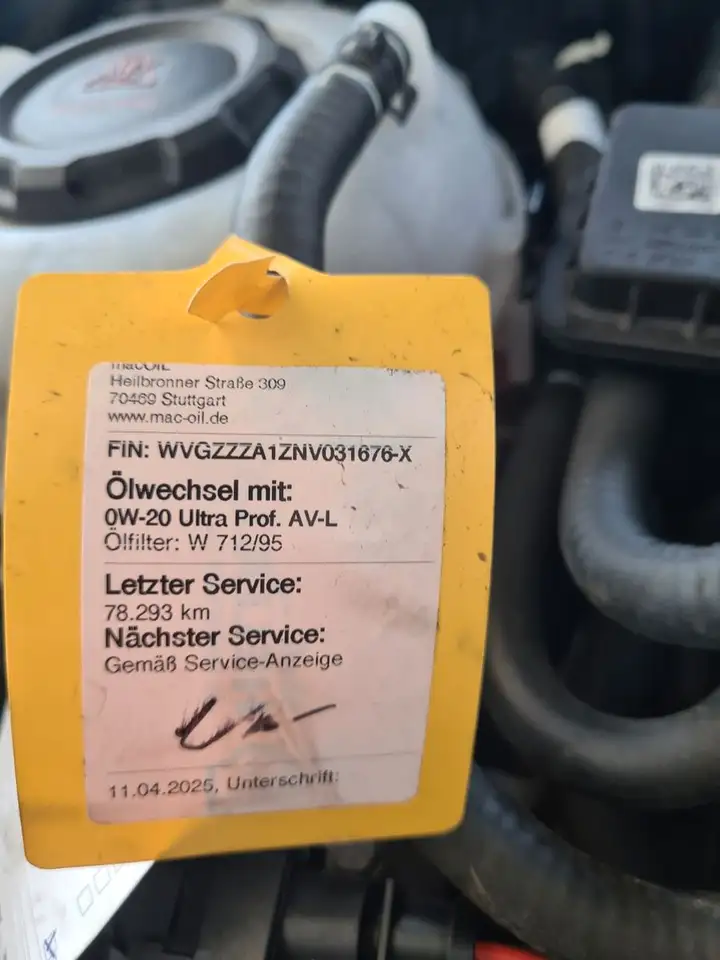 macOIL
Heilbronner Straße 309
70469 Stuttgart
www.mac-oil.de
FIN: WVGZZZA1ZNV031676-X
Ölwechsel mit:
0W-20 Ultra Prof. AV-L
Ölfilter: W 712/95
Letzter Service:
78.293 km
Nächster Service:
Gemäß Service-Anzeige
11.04.2025, Unterschrift: